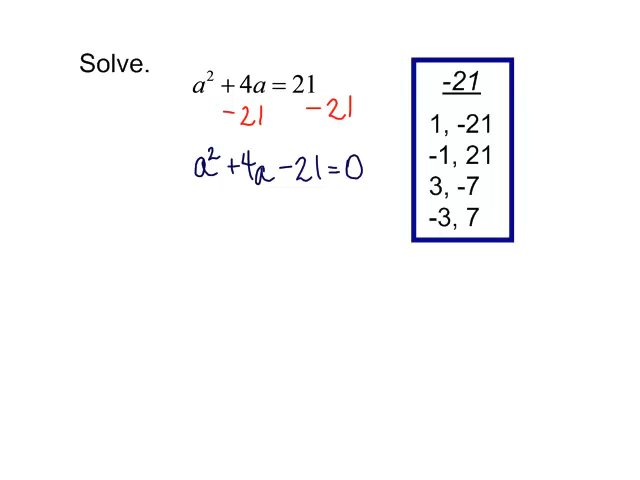 Solve.
a² + 4a = 21
-21 -21
a² + 4a - 21 = 0
-21
1, -21
-1, 21
3, -7
-3, 7